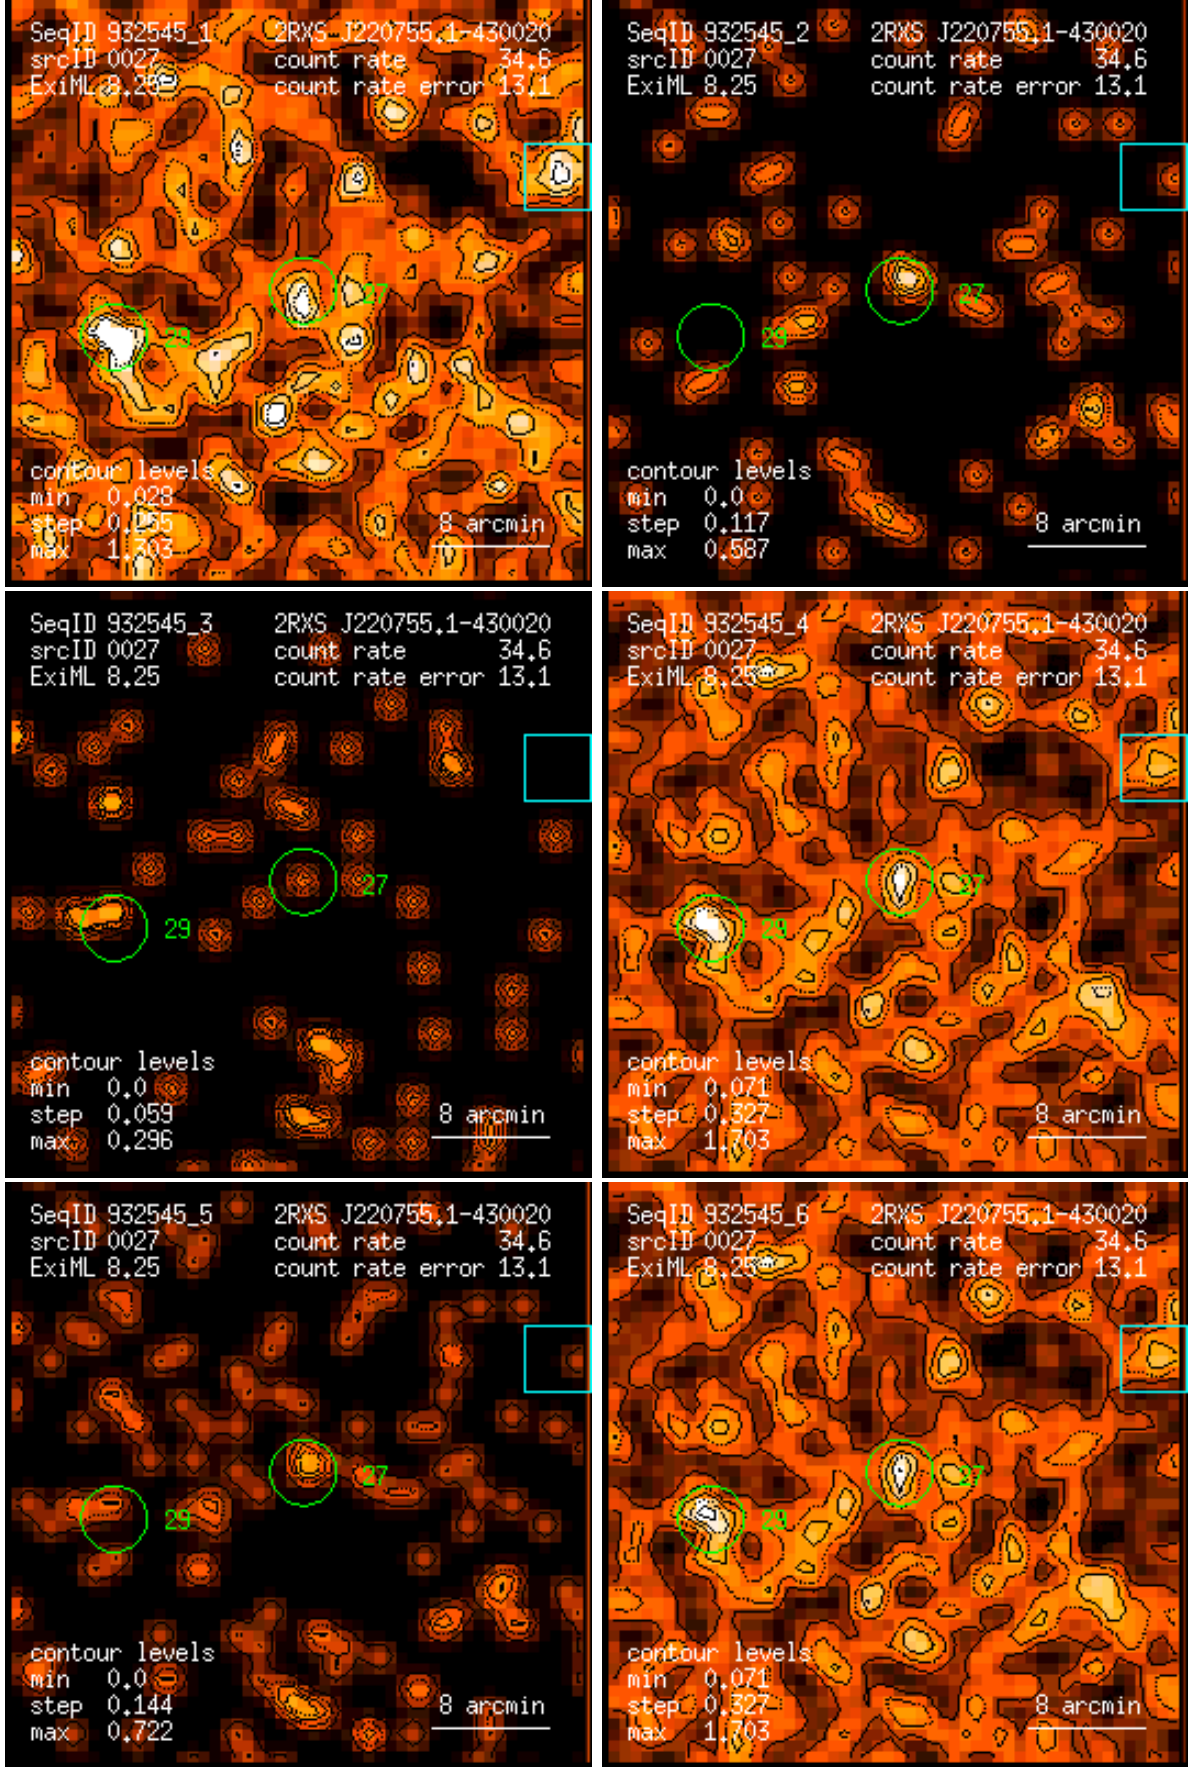 SeqID 932545_1 2RXS J220755.1-430020
srcID 0027 count rate 34.6
ExiML 8.25 count rate error 13.1
27
29
contour levels
min 0.028
step 0.255
max 1.303
8 arcmin
SeqID 932545_2 2RXS J220755.1-430020
srcID 0027 count rate 34.6
ExiML 8.25 count rate error 13.1
27
29
contour levels
min 0.0
step 0.117
max 0.587
8 arcmin
SeqID 932545_3 2RXS J220755.1-430020
srcID 0027 count rate 34.6
ExiML 8.25 count rate error 13.1
27
29
contour levels
min 0.0
step 0.059
max 0.296
8 arcmin
SeqID 932545_4 2RXS J220755.1-430020
srcID 0027 count rate 34.6
ExiML 8.25 count rate error 13.1
27
29
contour levels
min 0.071
step 0.327
max 1.703
8 arcmin
SeqID 932545_5 2RXS J220755.1-430020
srcID 0027 count rate 34.6
ExiML 8.25 count rate error 13.1
27
29
contour levels
min 0.0
step 0.144
max 0.722
8 arcmin
SeqID 932545_6 2RXS J220755.1-430020
srcID 0027 count rate 34.6
ExiML 8.25 count rate error 13.1
27
29
contour levels
min 0.071
step 0.327
max 1.703
8 arcmin